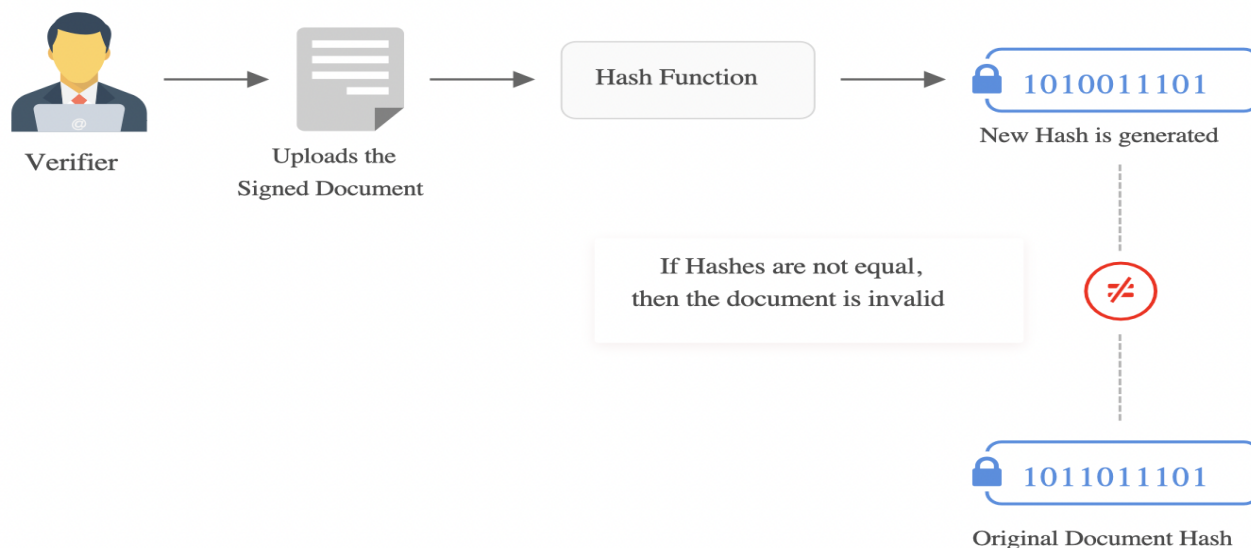 Hash Function
1010011101
New Hash is generated
@
Verifier
Uploads the
Signed Document
If Hashes are not equal,
then the document is invalid
≠
1011011101
Original Document Hash